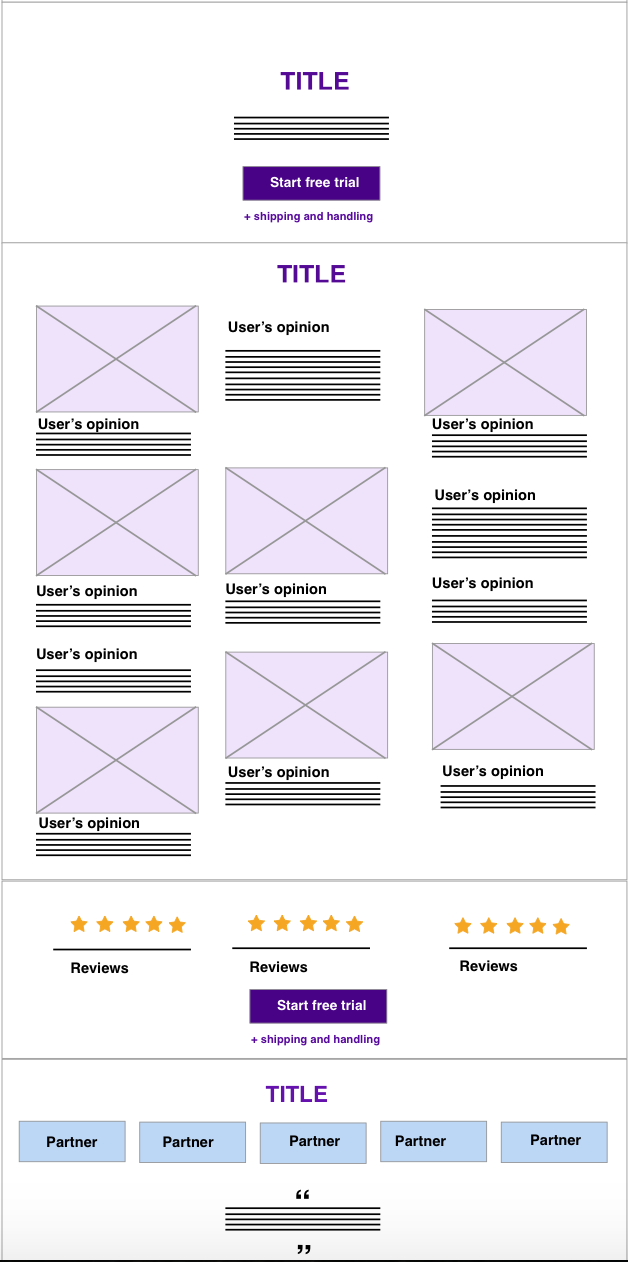 TITLE
Start free trial
+ shipping and handling
TITLE
User's opinion
User's opinion
User's opinion
User's opinion
User's opinion
User's opinion
User's opinion
User's opinion
User's opinion
User's opinion
User's opinion
Reviews
Reviews
Reviews
Start free trial
+ shipping and handling
TITLE
Partner
Partner
Partner
Partner
Partner
“
”